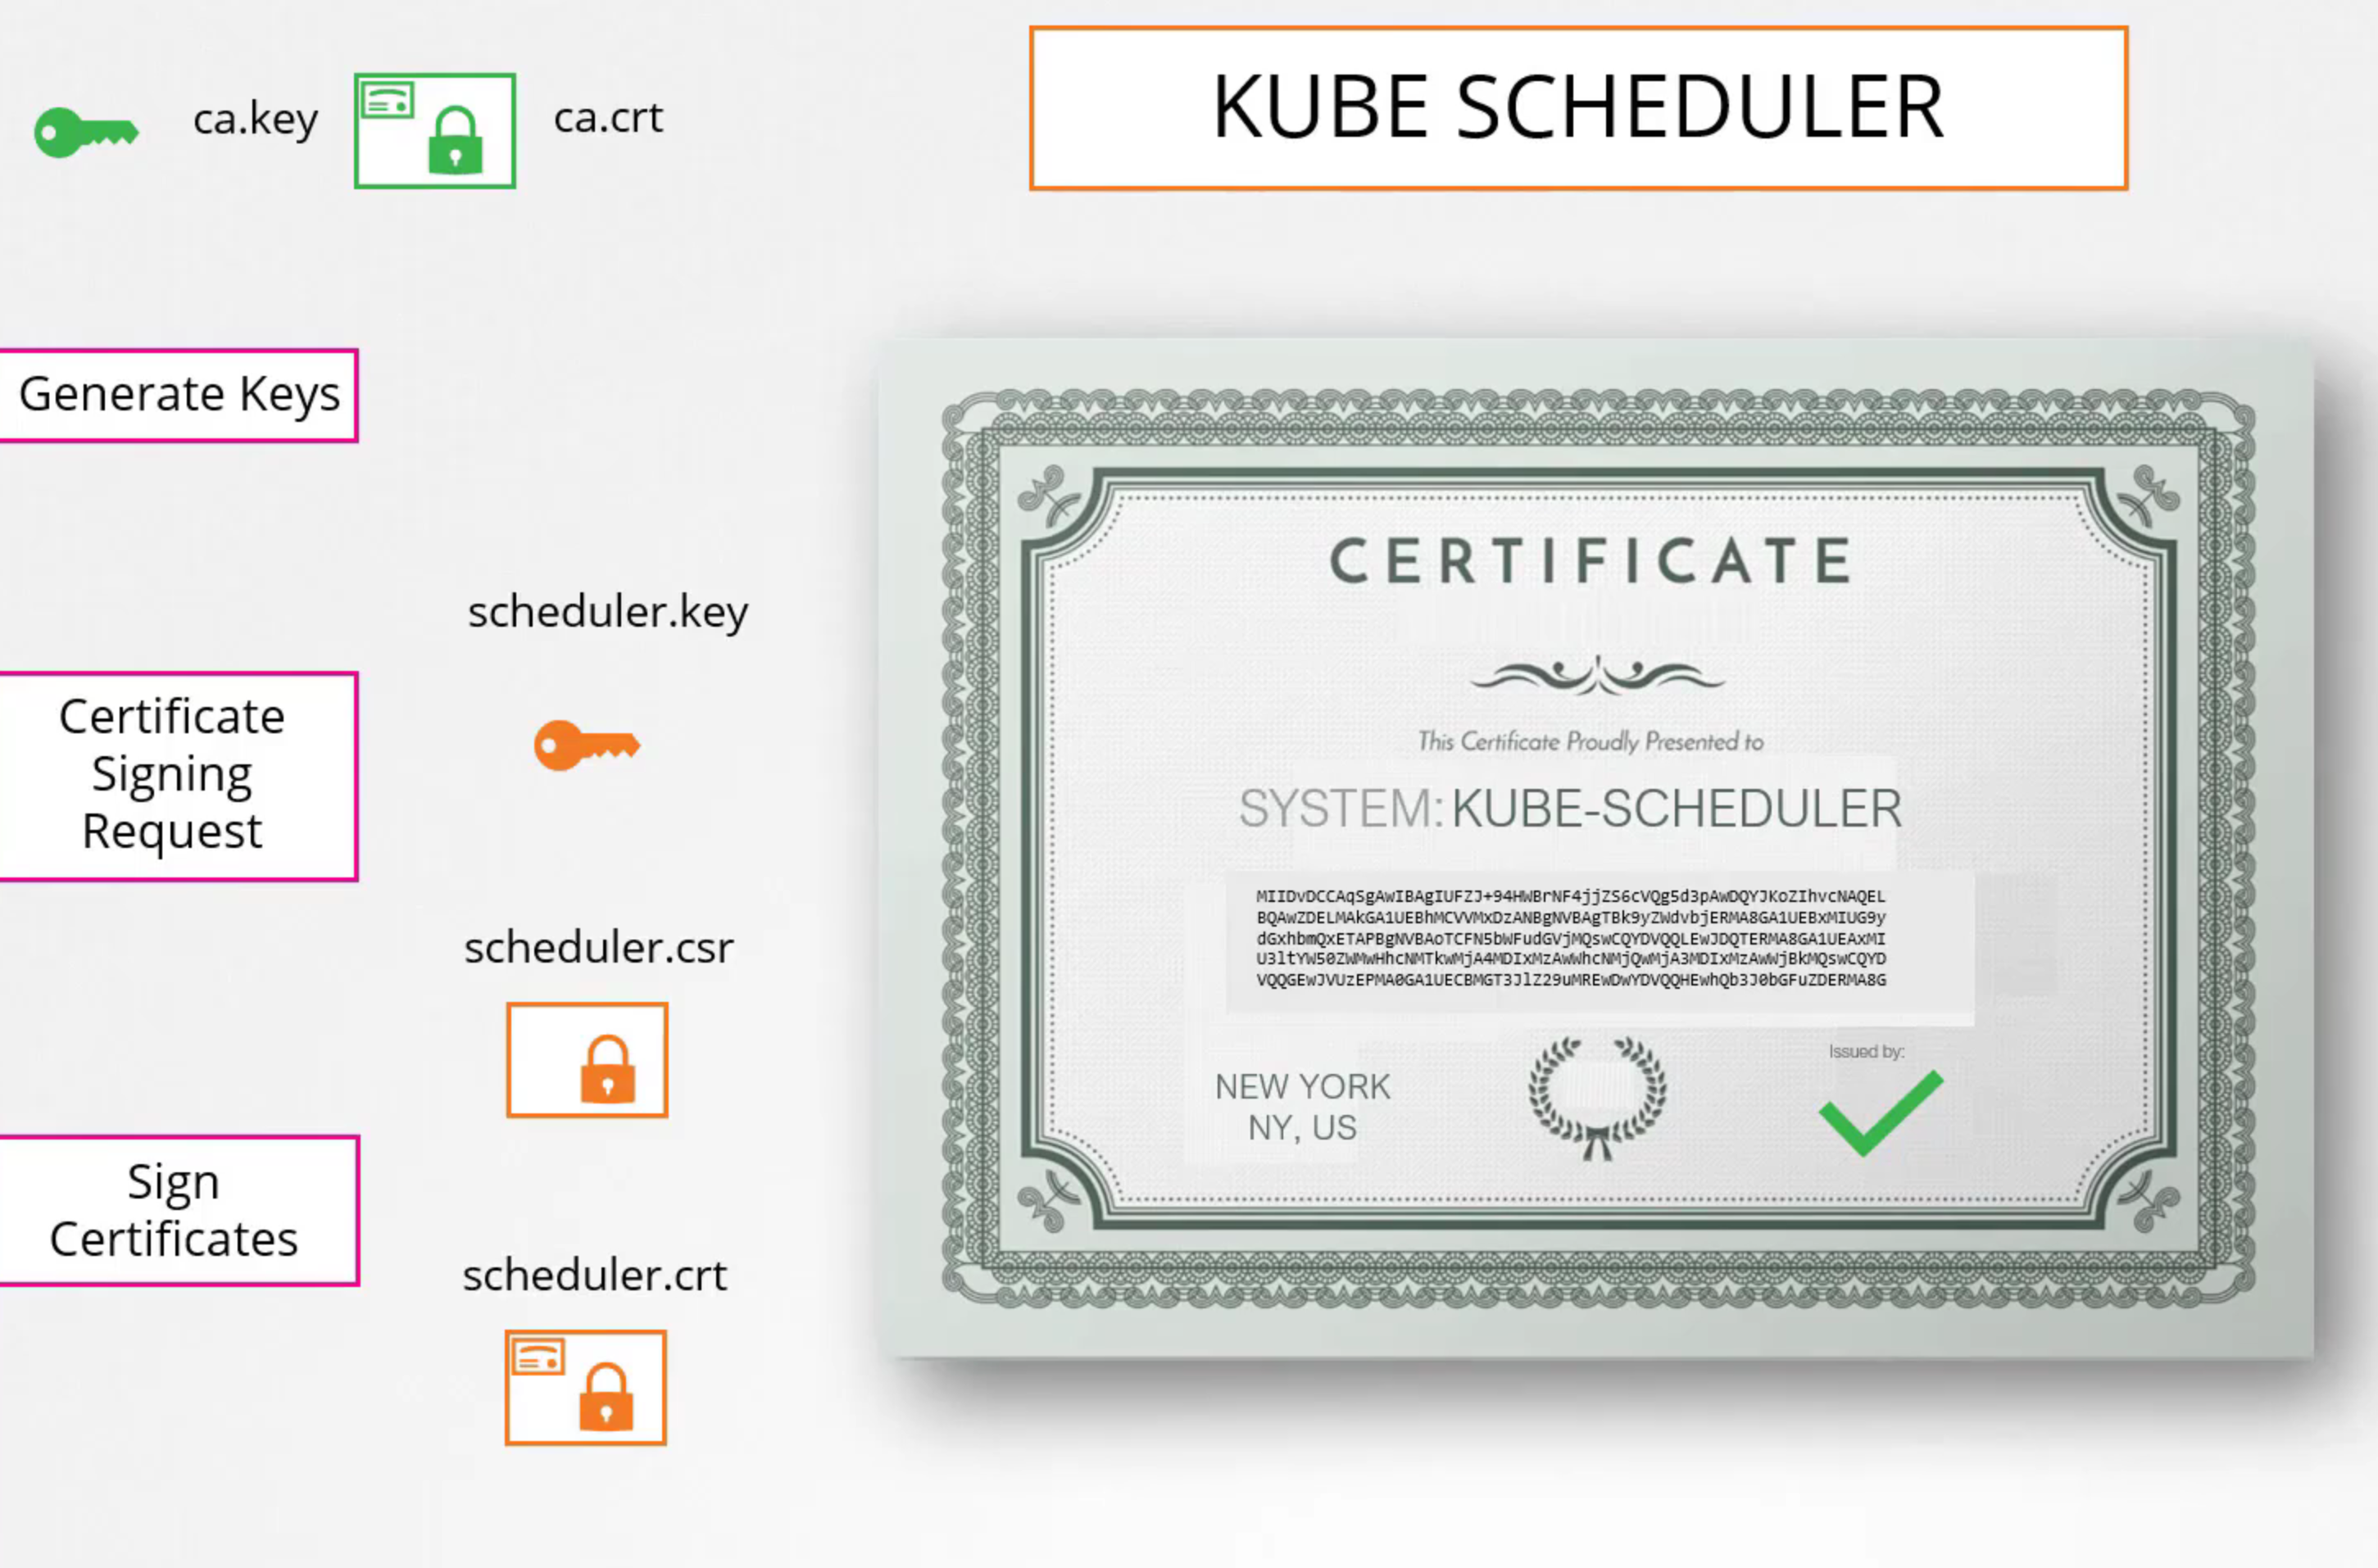 ca.key
ca.crt
KUBE SCHEDULER
Generate Keys
scheduler.key
Certificate
Signing
Request
scheduler.csr
Sign
Certificates
scheduler.crt
CERTIFICATE
This Certificate Proudly Presented to
SYSTEM:KUBE-SCHEDULER
MIIDvDCCAqSgAwIBAgIUFZJ+94HWBrNF4jjZS6cVQg5d3pAwDQYJKoZIhvcNAQEL
BQAwZDELMAkGA1UEBhMCVVMxDzANBgNVBAgTBk9yZWdvbjERMA8GA1UEBxMIUG9y
dGxhbmQxETAPBgNVBAoTCFN5bWFudGVjMQswCQYDVQQLEwJDQTERMA8GA1UEAxMI
U3ltYW50ZWMwHhcNMTkwMjA4MDIxMzAwWhcNMjQwMjA3MDIxMzAwWjBkMQswCQYD
VQQGEwJVUzEPMA0GA1UECBMGT3JlZ29uMREwDwYDVQQHEwhQb3J0bGFuZDERMA8G
NEW YORK
NY, US
Issued by: